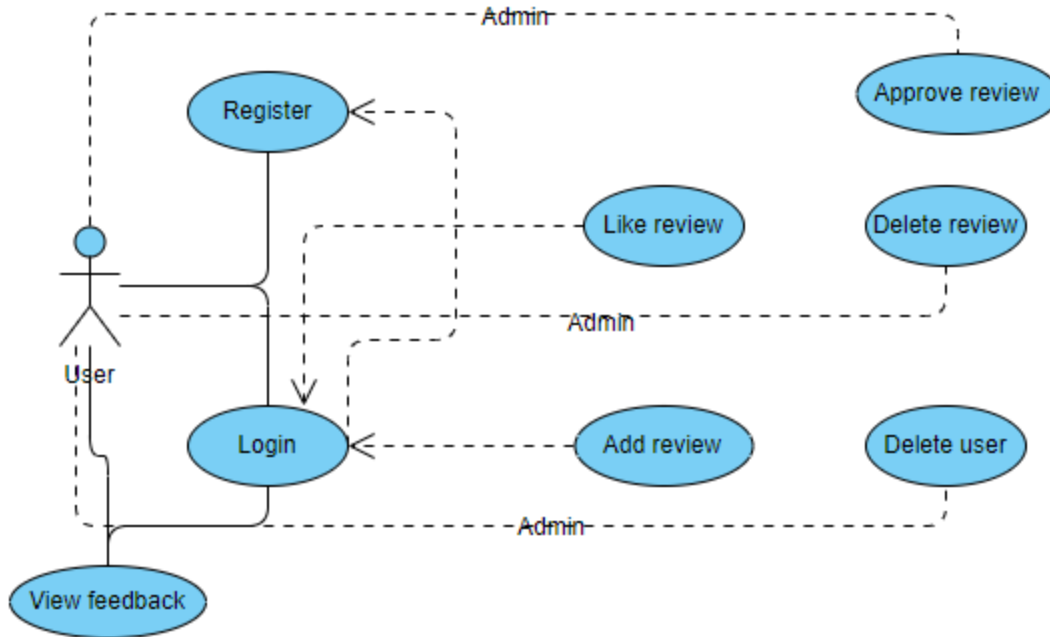 Admin
Approve review
Register
Like review
Delete review
Admin
User
Login
Add review
Delete user
Admin
View feedback